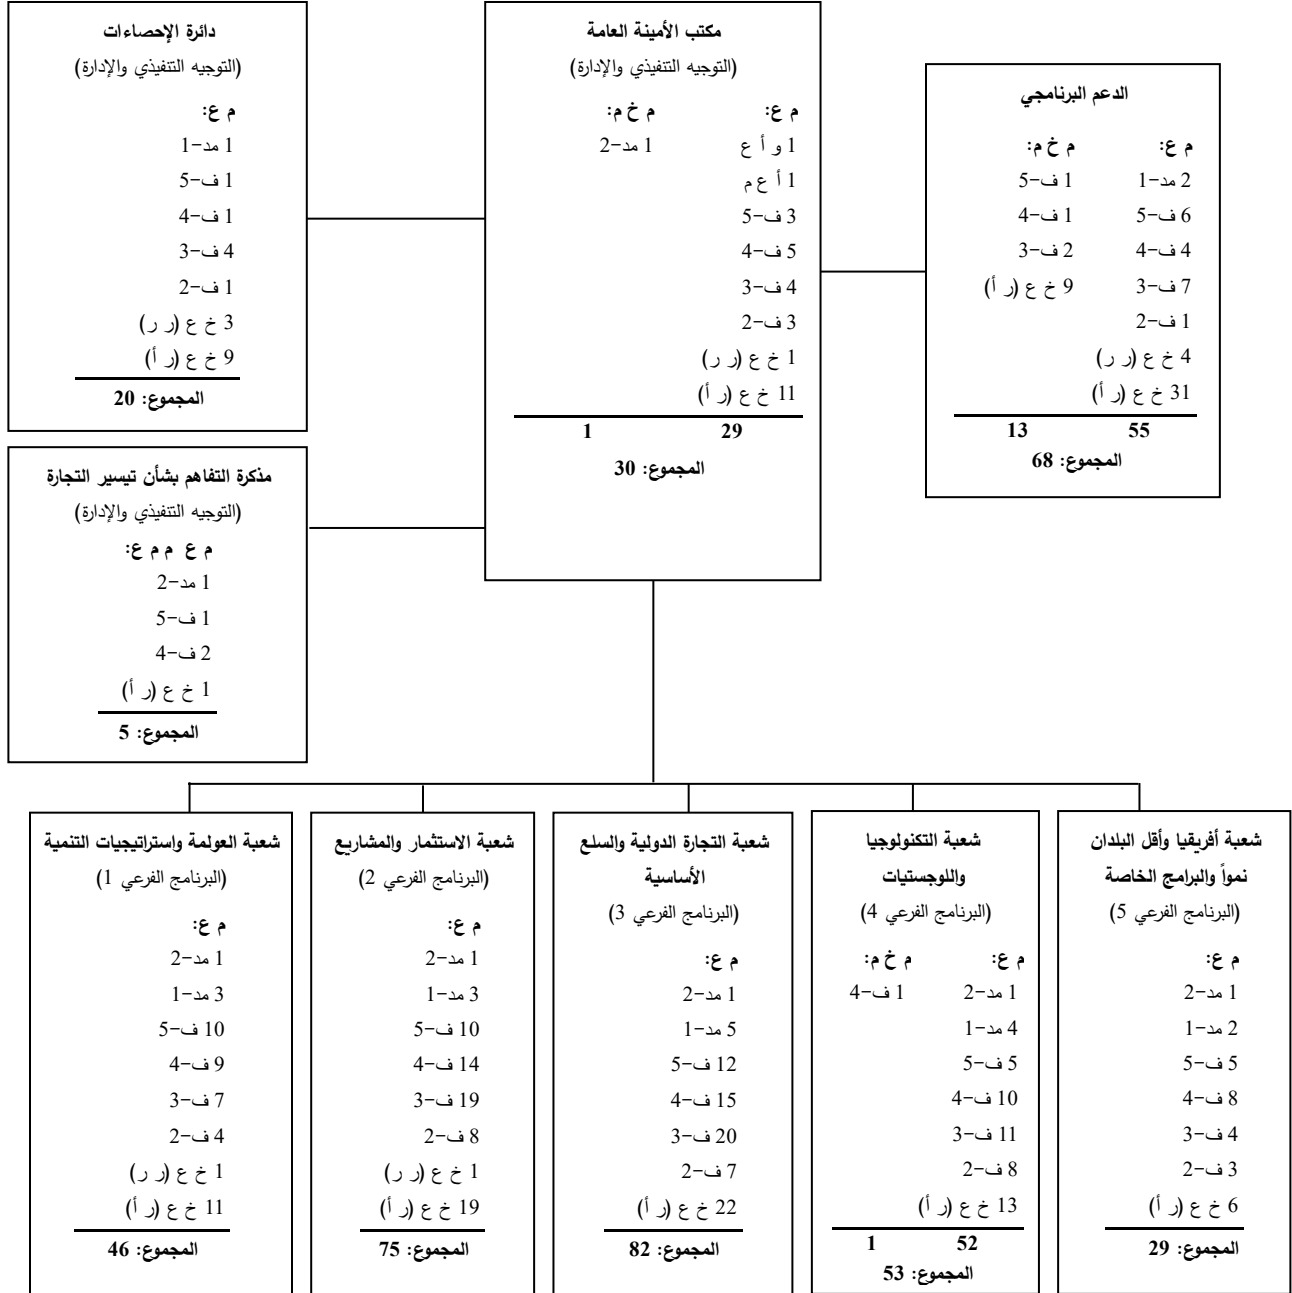 دائرة الإحصاءات
(التوجيه التنفيذي والإدارة)
م ع:
1 مد-1
1 ف-5
1 ف-4
4 ف-3
1 ف-2
3 خ ع (ر ر)
9 خ ع (ر أ)
المجموع: 20
مكتب الأمينة العامة
(التوجيه التنفيذي والإدارة)
م ع: م خ م:
1 و أ ع 1 مد-2
1 أ ع م
3 ف-5
5 ف-4
4 ف-3
3 ف-2
1 خ ع (ر ر)
11 خ ع (ر أ)
29 1
المجموع: 30
الدعم البرنامجي
م ع: م خ م:
2 مد-1 1 ف-5
6 ف-5 1 ف-4
4 ف-4 2 ف-3
7 ف-3 9 خ ع (ر أ)
1 ف-2
4 خ ع (ر ر)
31 خ ع (ر أ)
55 13
المجموع: 68
مذكرة التفاهم بشأن تيسير التجارة
(التوجيه التنفيذي والإدارة)
م ع م م ع:
1 مد-2
1 ف-5
2 ف-4
1 خ ع (ر أ)
المجموع: 5
شعبة العولمة واستراتيجيات التنمية
(البرنامج الفرعي 1)
م ع:
1 مد-2
3 مد-1
10 ف-5
9 ف-4
7 ف-3
4 ف-2
1 خ ع (ر ر)
11 خ ع (ر أ)
المجموع: 46
شعبة الاستثمار والمشاريع
(البرنامج الفرعي 2)
م ع:
1 مد-2
3 مد-1
10 ف-5
14 ف-4
19 ف-3
8 ف-2
1 خ ع (ر ر)
19 خ ع (ر أ)
المجموع: 75
شعبة التجارة الدولية والسلع
الأساسية
(البرنامج الفرعي 3)
م ع:
1 مد-2
5 مد-1
12 ف-5
15 ف-4
20 ف-3
7 ف-2
22 خ ع (ر أ)
المجموع: 82
شعبة التكنولوجيا
واللوجستيات
(البرنامج الفرعي 4)
م ع: م خ م:
1 مد-2 1 ف-4
4 مد-1
5 ف-5
10 ف-4
11 ف-3
8 ف-2
13 خ ع (ر أ)
52 1
المجموع: 53
شعبة أفريقيا وأقل البلدان
نمواً والبرامج الخاصة
(البرنامج الفرعي 5)
م ع:
1 مد-2
2 مد-1
5 ف-5
8 ف-4
4 ف-3
3 ف-2
6 خ ع (ر أ)
المجموع: 29